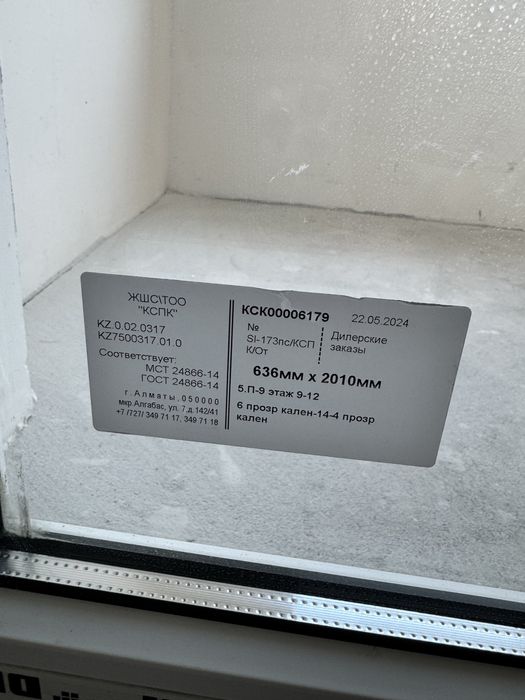 ЖШС\ТОО
"КСПК"
KZ.0.02.0317
KZ7500317.01.0
Соответствует:
МСТ 24866-14
ГОСТ 24866-14
г. Алматы, 050000
мкр.Алгабас, ул. 7,д.142/41
+7 /727/ 349 71 17, 349 71 18
КСК00006179 22.05.2024
№
SI-173пс/КСП
К/От
Дилерские
заказы
636мм x 2010мм
5.П-9 этаж 9-12
6 прозр кален-14-4 прозр
кален